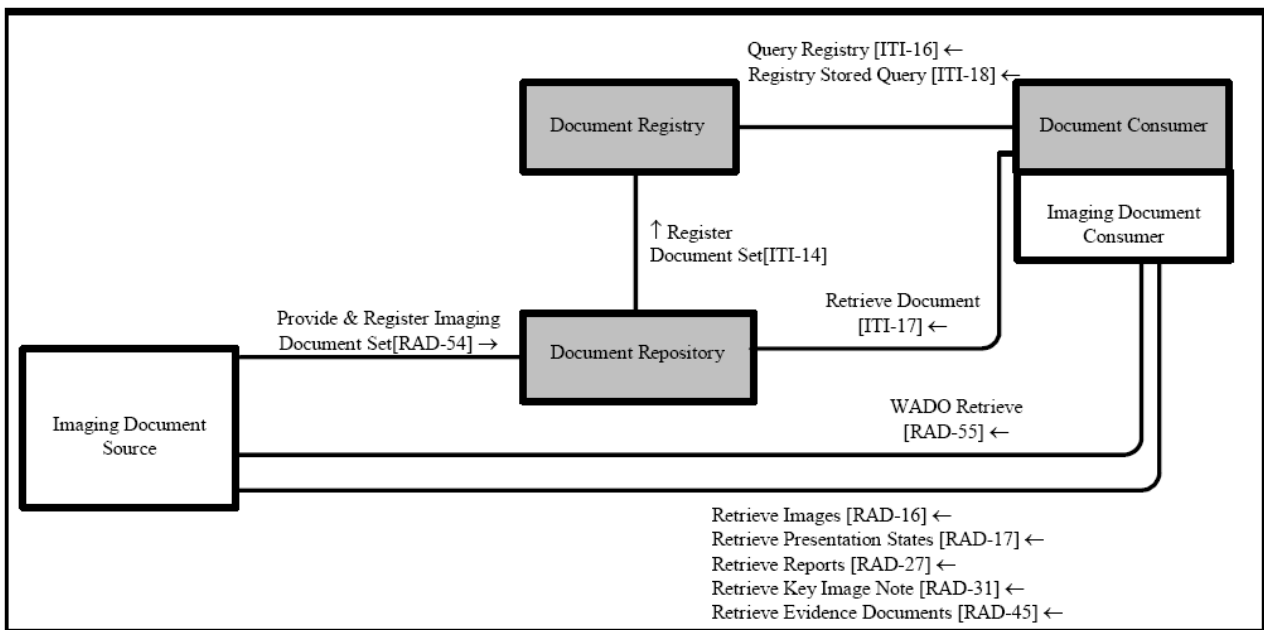 Query Registry [ITI-16] ←
Registry Stored Query [ITI-18] ←
Document Registry
Document Consumer
Imaging Document
Consumer
↑ Register
Document Set[ITI-14]
Retrieve Document
[ITI-17] ←
Provide & Register Imaging
Document Set[RAD-54] →
Document Repository
Imaging Document
Source
WADO Retrieve
[RAD-55] ←
Retrieve Images [RAD-16] ←
Retrieve Presentation States [RAD-17] ←
Retrieve Reports [RAD-27] ←
Retrieve Key Image Note [RAD-31] ←
Retrieve Evidence Documents [RAD-45] ←